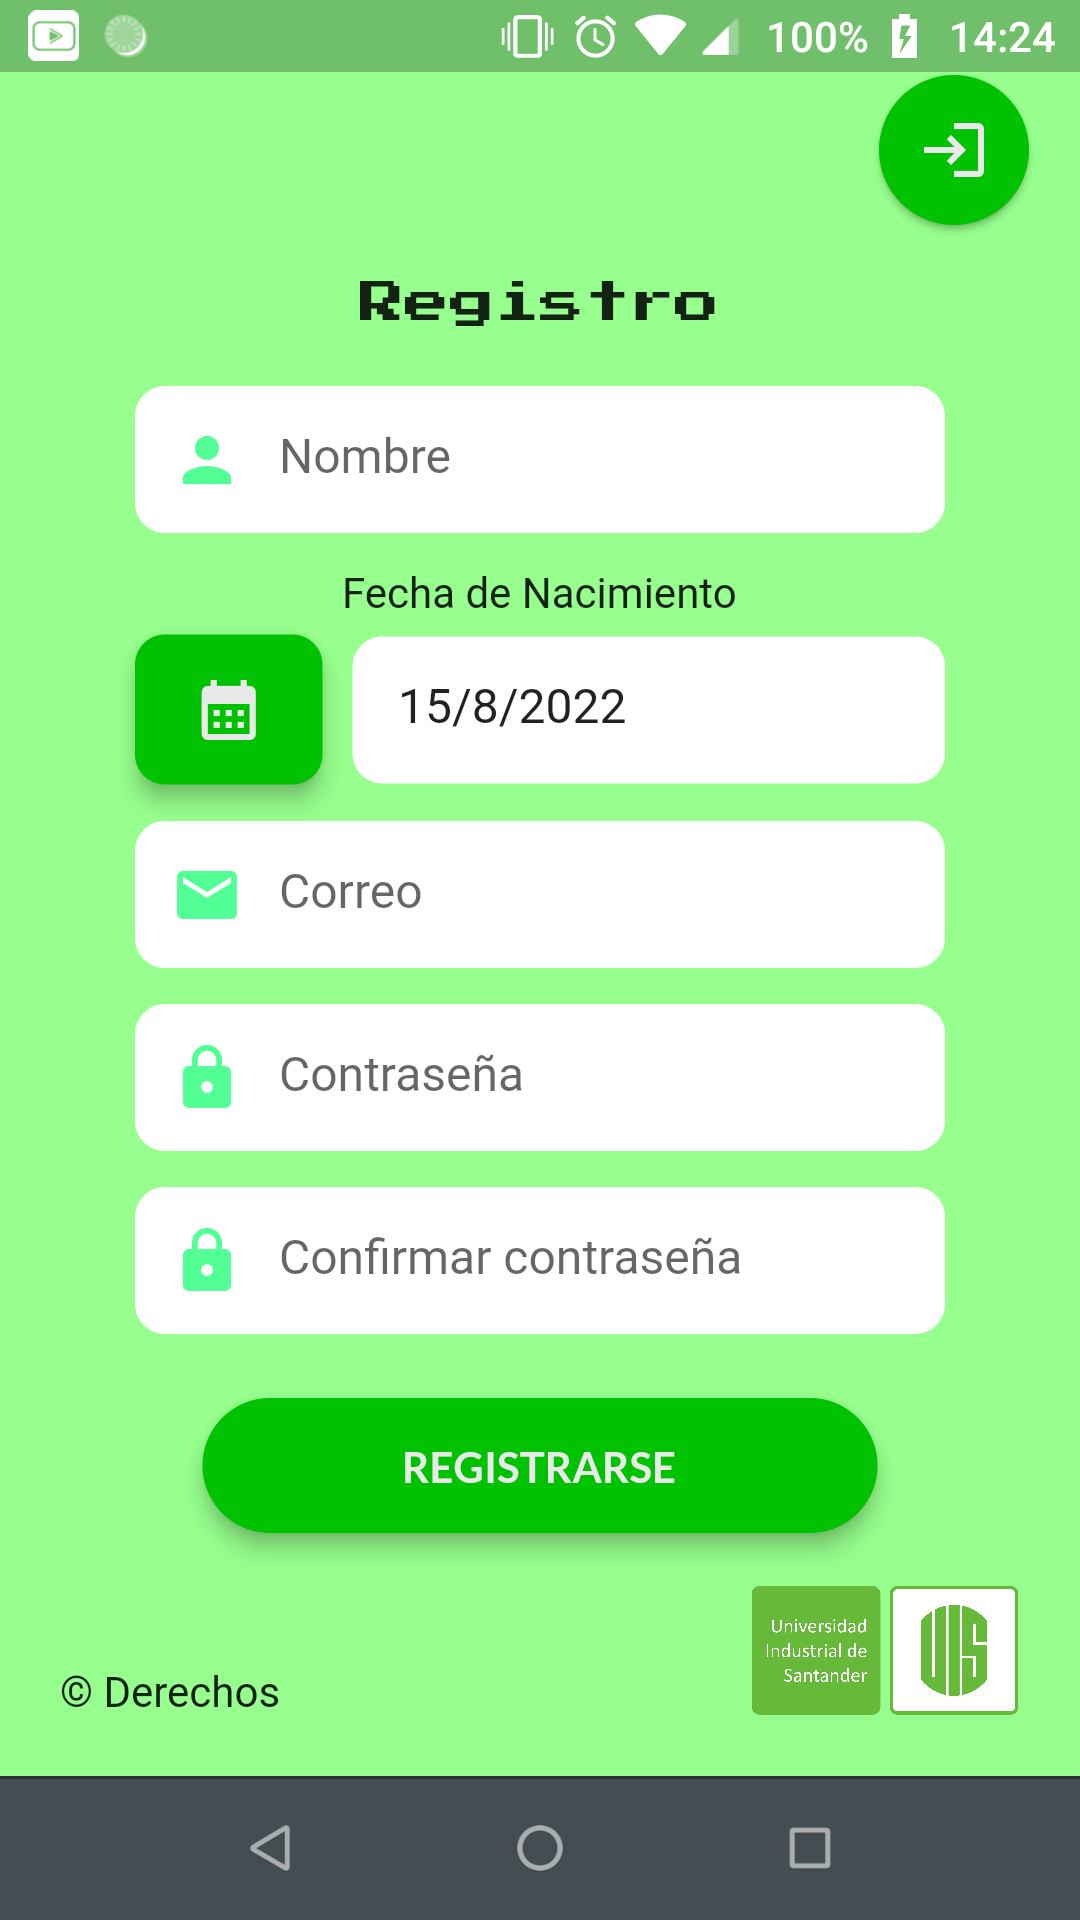 100% 14:24
Registro
Nombre
Fecha de Nacimiento
15/8/2022
Correo
Contraseña
Confirmar contraseña
REGISTRARSE
Universidad
Industrial de
Santander
UIS
© Derechos